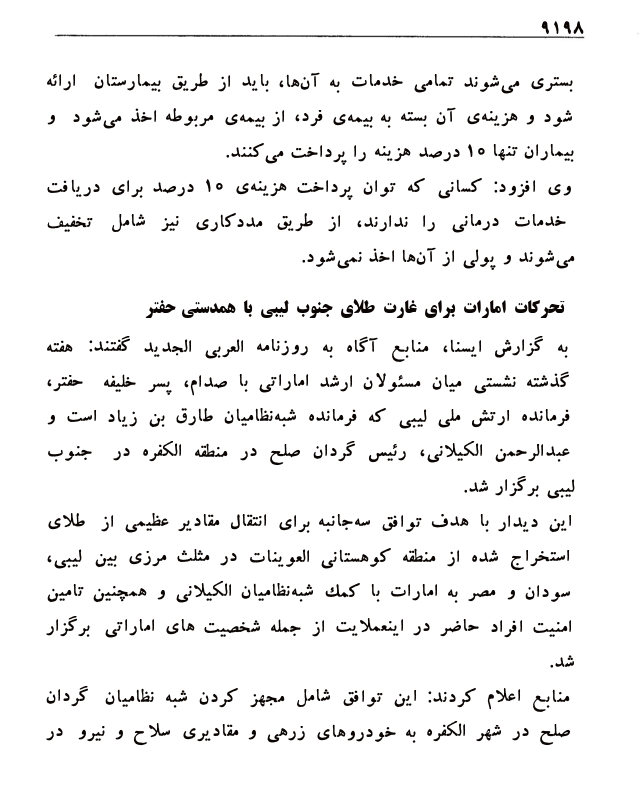 ۹۱۹۸
بستری می‌شوند تمامی خدمات به آن‌ها، باید از طریق بیمارستان ارائه
شود و هزینه‌ی آن بسته به بیمه‌ی فرد، از بیمه‌ی مربوطه اخذ می‌شود و
بیماران تنها ۱۰ درصد هزینه را پرداخت می‌کنند.
وی افزود: کسانی که توان پرداخت هزینه‌ی ۱۰ درصد برای دریافت
خدمات درمانی را ندارند، از طریق مددکاری نیز شامل تخفیف
می‌شوند و پولی از آن‌ها اخذ نمی‌شود.
تحرکات امارات برای غارت طلای جنوب لیبی با همدستی حفتر
به گزارش ایسنا، منابع آگاه به روزنامه العربی الجدید گفتند: هفته
گذشته نشستی میان مسئولان ارشد اماراتی با صدام، پسر خلیفه حفتر،
فرمانده ارتش ملی لیبی که فرمانده شبه‌نظامیان طارق بن زیاد است و
عبدالرحمن الکیلانی، رئیس گردان صلح در منطقه الکفره در جنوب
لیبی برگزار شد.
این دیدار با هدف توافق سه‌جانبه برای انتقال مقادیر عظیمی از طلای
استخراج شده از منطقه کوهستانی العوینات در مثلث مرزی بین لیبی،
سودان و مصر به امارات با کمك شبه‌نظامیان الکیلانی و همچنین تامین
امنیت افراد حاضر در اینعملایت از جمله شخصیت های اماراتی برگزار
شد.
منابع اعلام کردند: این توافق شامل مجهز کردن شبه نظامیان گردان
صلح در شهر الکفره به خودروهای زرهی و مقادیری سلاح و نیرو در